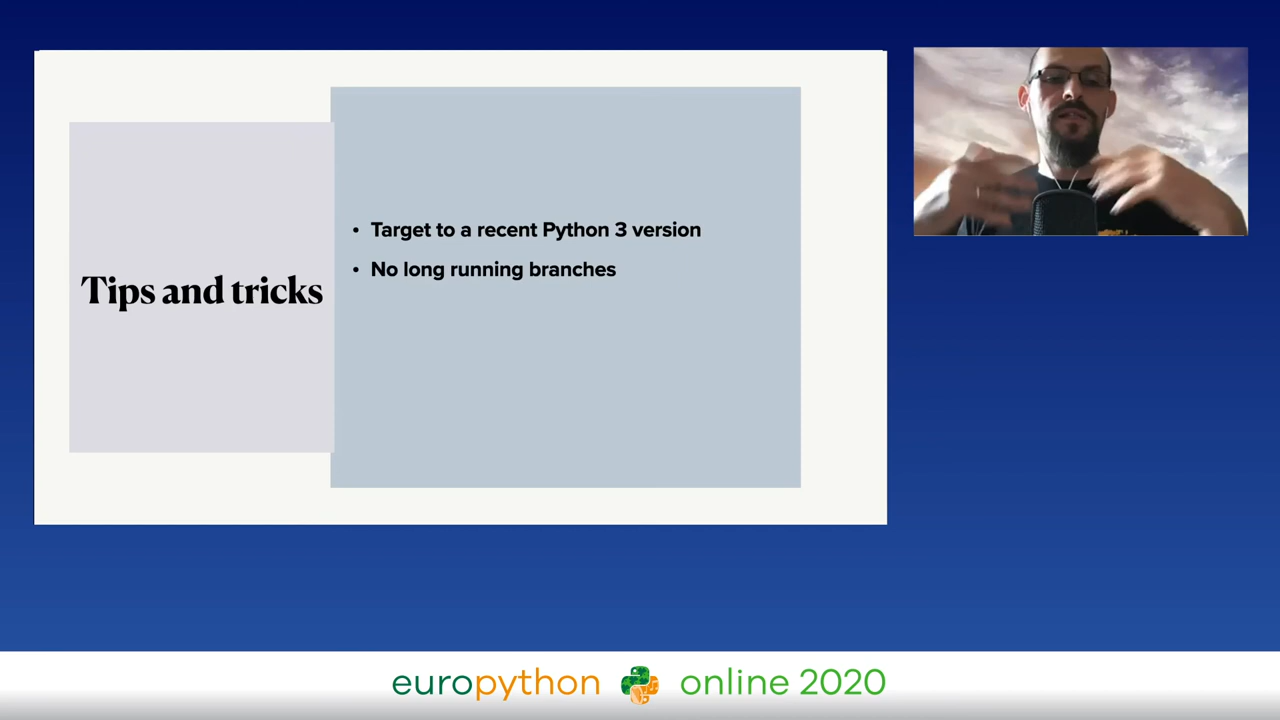 Tips and tricks
• Target to a recent Python 3 version
• No long running branches
europython online 2020